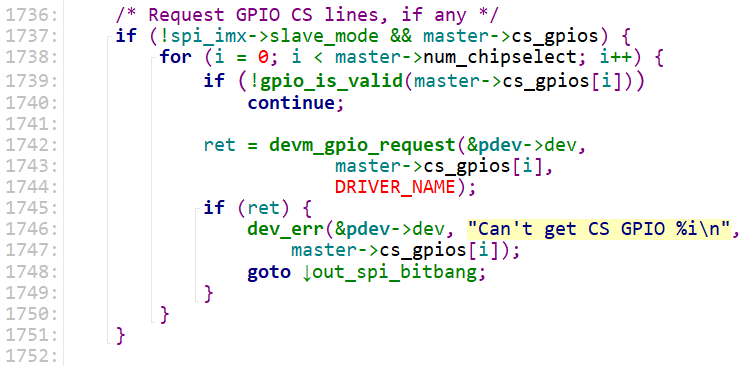 1736: /* Request GPIO CS lines, if any */
1737: if (!spi_imx->slave_mode && master->cs_gpios) {
1738: for (i = 0; i < master->num_chipselect; i++) {
1739: if (!gpio_is_valid(master->cs_gpios[i]))
1740: continue;
1741:
1742: ret = devm_gpio_request(&pdev->dev,
1743: master->cs_gpios[i],
1744: DRIVER_NAME);
1745: if (ret) {
1746: dev_err(&pdev->dev, "Can't get CS GPIO %i\n",
1747: master->cs_gpios[i]);
1748: goto ↓out_spi_bitbang;
1749: }
1750: }
1751: }
1752: